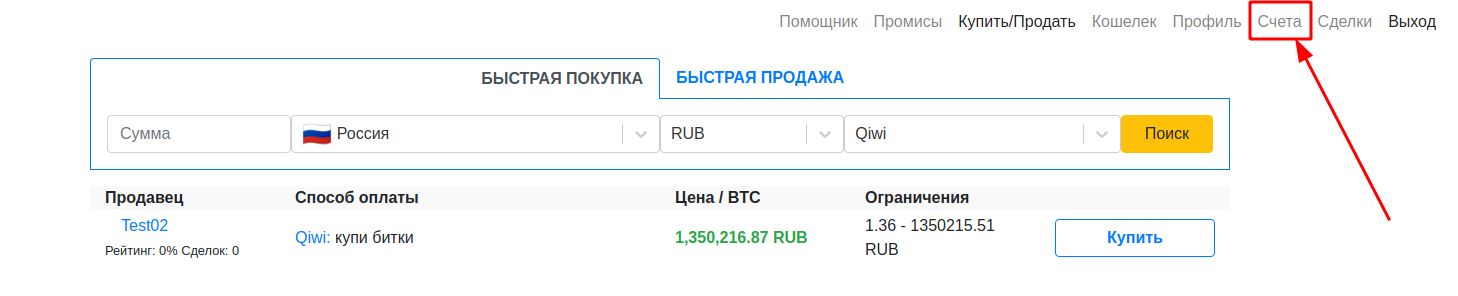 Помощник Промисы Купить/Продать Кошелек Профиль Счета Сделки Выход
БЫСТРАЯ ПОКУПКА БЫСТРАЯ ПРОДАЖА
Сумма Россия RUB Qiwi Поиск
Продавец Способ оплаты Цена / BTC Ограничения
Test02 Qiwi: купи битки 1,350,216.87 RUB 1.36 - 1350215.51 Купить
Рейтинг: 0% Сделок: 0 RUB